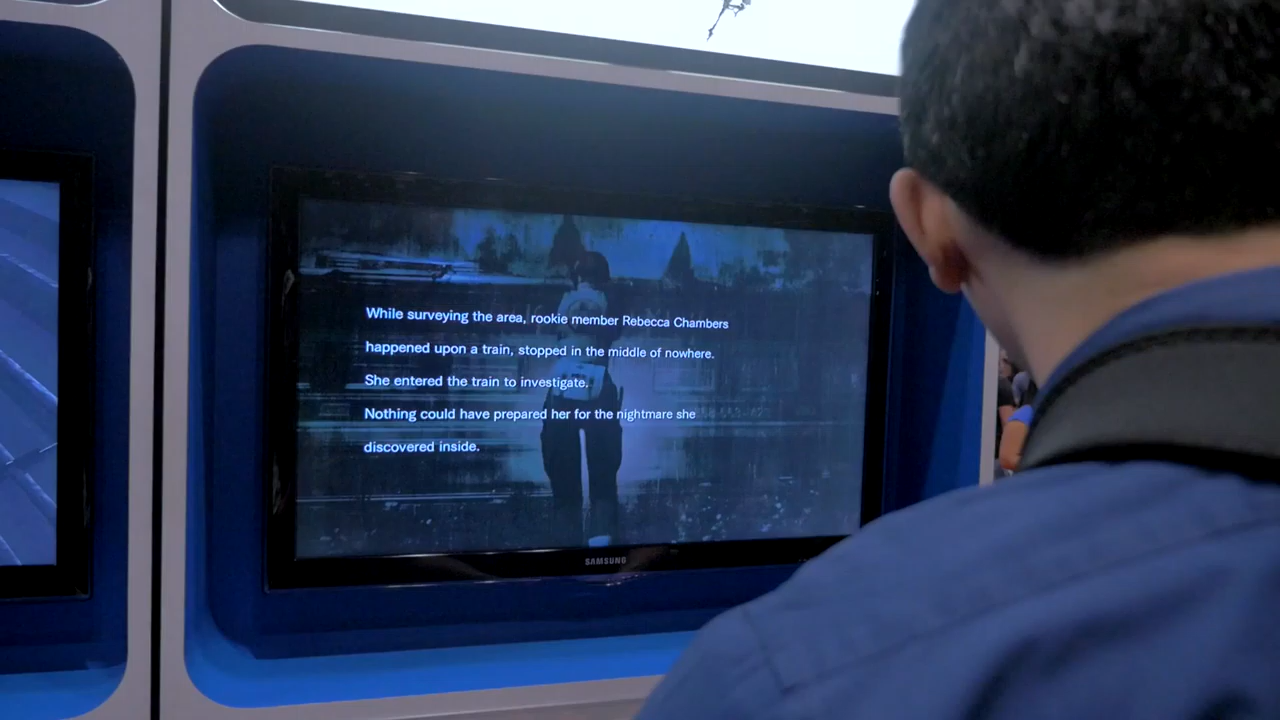 While surveying the area, rookie member Rebecca Chambers
happened upon a train, stopped in the middle of nowhere.
She entered the train to investigate.
Nothing could have prepared her for the nightmare she
discovered inside.
SAMSUNG